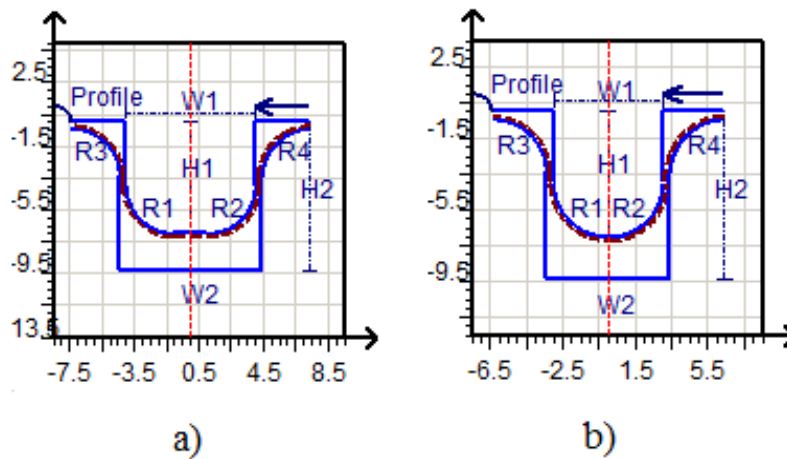 2.5 2.5
Profile W1 Profile W1
-1.5 -1.5
R3 H1 R4 R3 H1 R4
H2 H2
-5.5 R1 R2 -5.5 R1 R2
-9.5 -9.5
W2 W2
13.5
-7.5 -3.5 0.5 4.5 8.5 -6.5 -2.5 1.5 5.5
a) b)